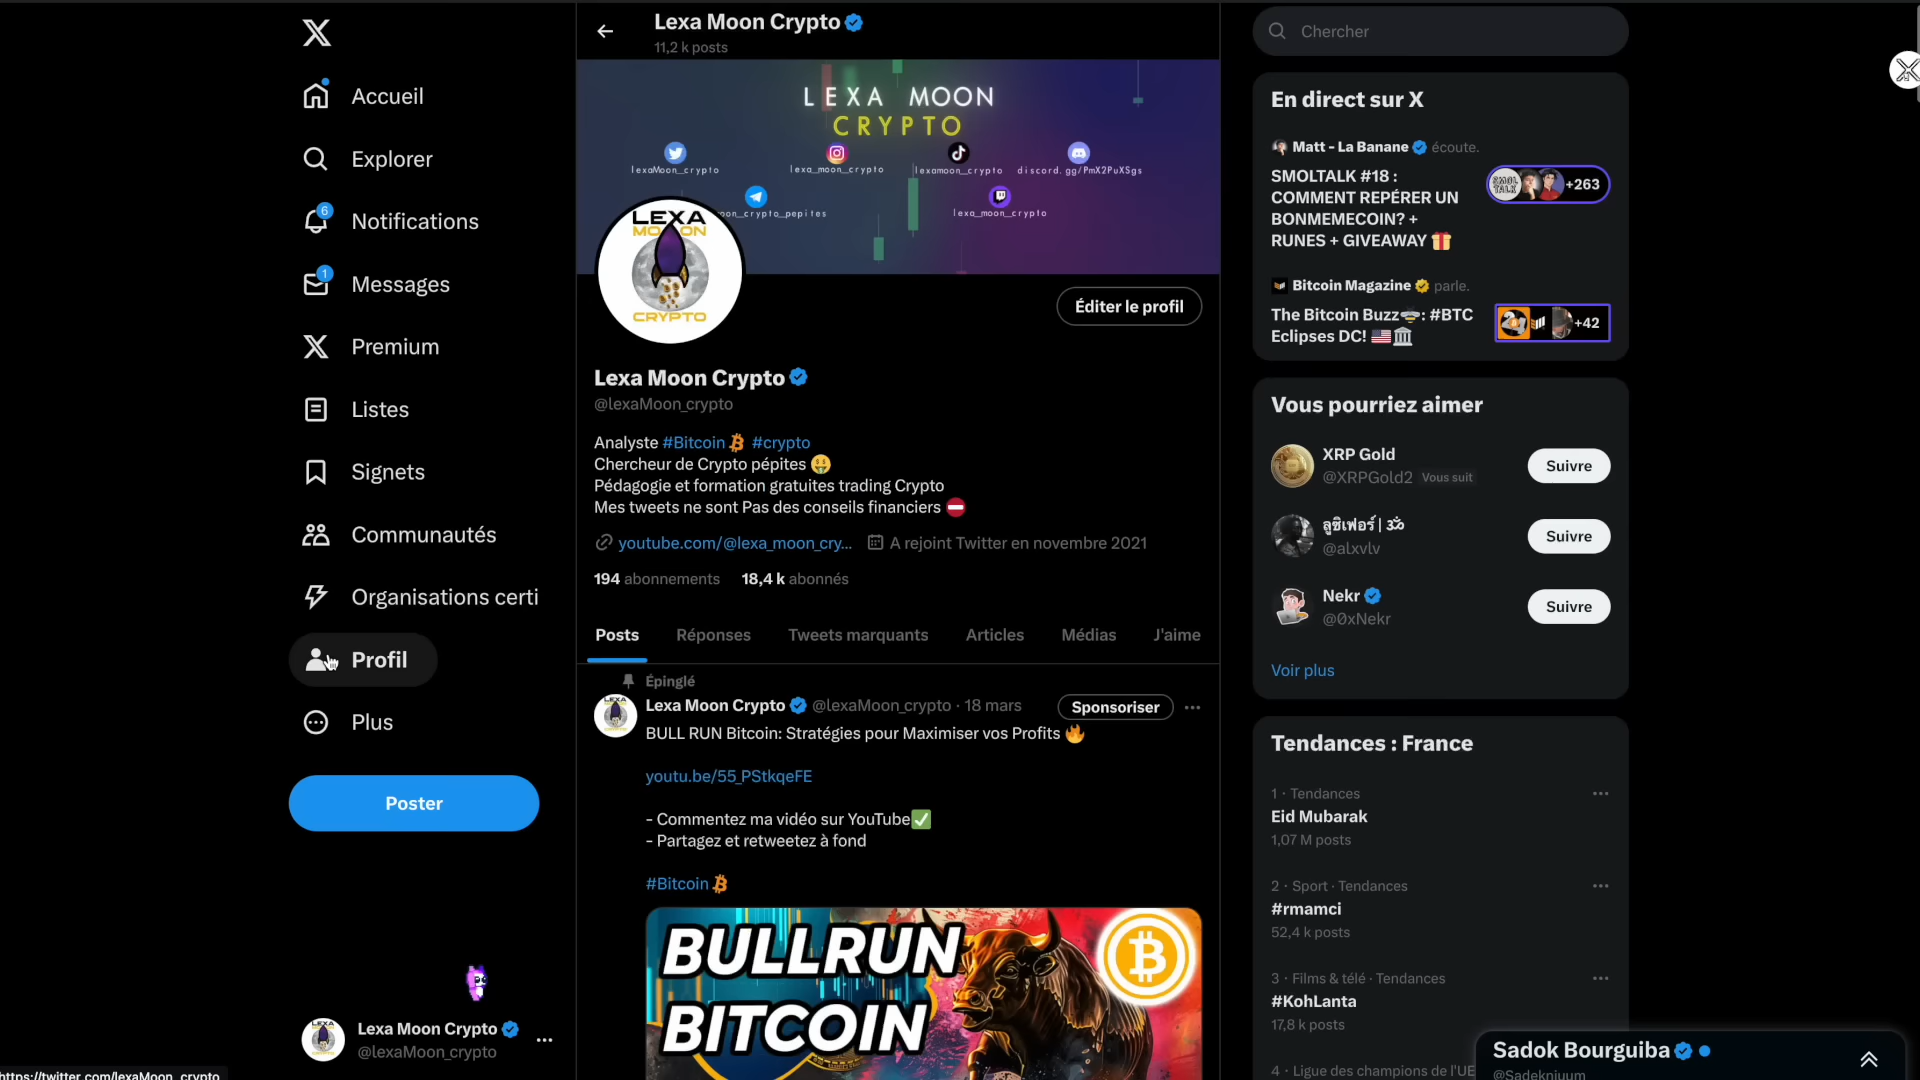 Accueil
Explorer
6
Notifications
1
Messages
Premium
Listes
Signets
Communautés
Organisations certi
Profil
Plus
Poster
Lexa Moon Crypto
@lexaMoon_crypto
https://twitter.com/lexaMoon_crypto
Lexa Moon Crypto
11,2 k posts
LEXA MOON
CRYPTO
lexaMoon_crypto
lexa_moon_crypto
lexamoon_crypto
discord.gg/PmX2PuXSgs
oon_crypto_pepites
lexa_moon_crypto
LEXA
MOON
CRYPTO
Éditer le profil
Lexa Moon Crypto
@lexaMoon_crypto
Analyste #Bitcoin #crypto
Chercheur de Crypto pépites 🤑
Pédagogie et formation gratuites trading Crypto
Mes tweets ne sont Pas des conseils financiers ⛔
youtube.com/@lexa_moon_cry... A rejoint Twitter en novembre 2021
194 abonnements 18,4 k abonnés
Posts Réponses Tweets marquants Articles Médias J'aime
Épinglé
Lexa Moon Crypto @lexaMoon_crypto · 18 mars
Sponsoriser
BULL RUN Bitcoin: Stratégies pour Maximiser vos Profits 🔥
youtu.be/55_PStkqeFE
- Commentez ma vidéo sur YouTube✅
- Partagez et retweetez à fond
#Bitcoin
BULLRUN
BITCOIN
Chercher
En direct sur X
Matt - La Banane écoute.
SMOLTALK #18 :
COMMENT REPÉRER UN
BONMEMECOIN? +
RUNES + GIVEAWAY 🎁
SMOL
TALK
+263
Bitcoin Magazine parle.
The Bitcoin Buzz🐝: #BTC
Eclipses DC! 🇺🇸🏛️
+42
Vous pourriez aimer
XRP Gold
@XRPGold2 Vous suit
Suivre
ลูซิเฟอร์ | ॐ
@alxvlv
Suivre
Nekr
@0xNekr
Suivre
Voir plus
Tendances : France
1 · Tendances
Eid Mubarak
1,07 M posts
2 · Sport · Tendances
#rmamci
52,4 k posts
3 · Films & télé · Tendances
#KohLanta
17,8 k posts
4 · Ligue des champions de l'UE
Sadok Bourguiba